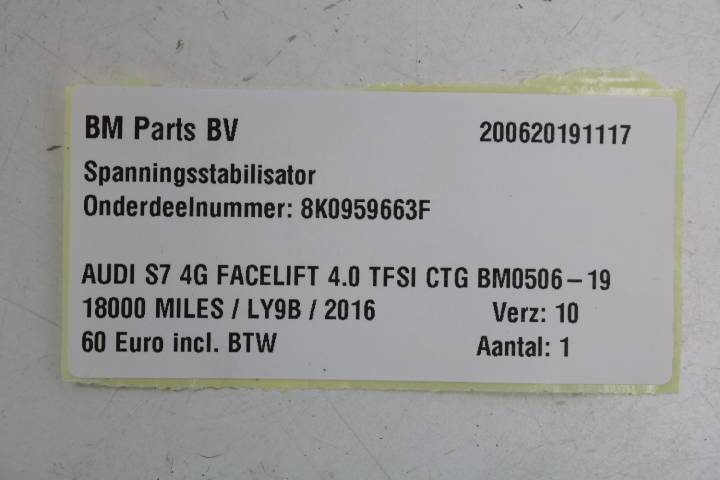 BM Parts BV 200620191117
Spanningsstabilisator
Onderdeelnummer: 8K0959663F
AUDI S7 4G FACELIFT 4.0 TFSI CTG BM0506-19
18000 MILES / LY9B / 2016 Verz: 10
60 Euro incl. BTW Aantal: 1